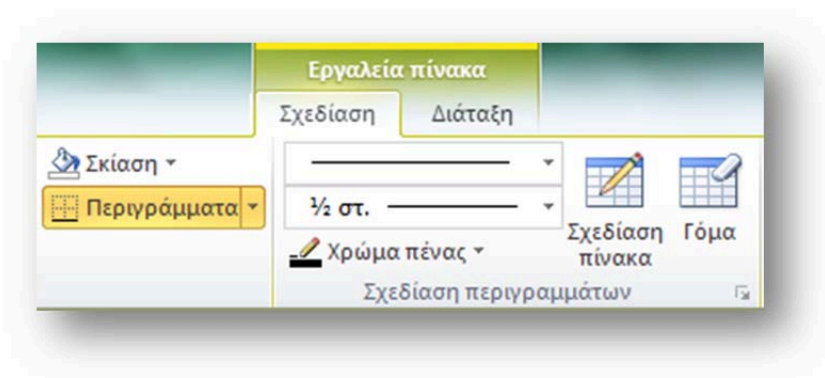 Εργαλεία πίνακα
Σχεδίαση Διάταξη
Σκίαση
Περιγράμματα
½ στ.
Χρώμα πένας
Σχεδίαση πίνακα
Γόμα
Σχεδίαση περιγραμμάτων